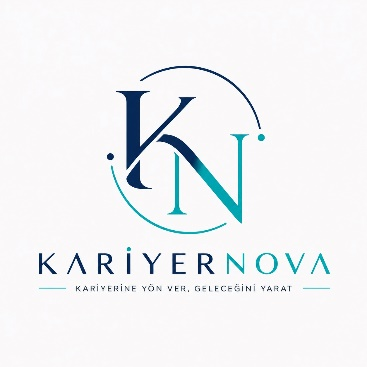 KN
KARİYERNOVA
KARİYERİNE YÖN VER, GELECEĞİNİ YARAT